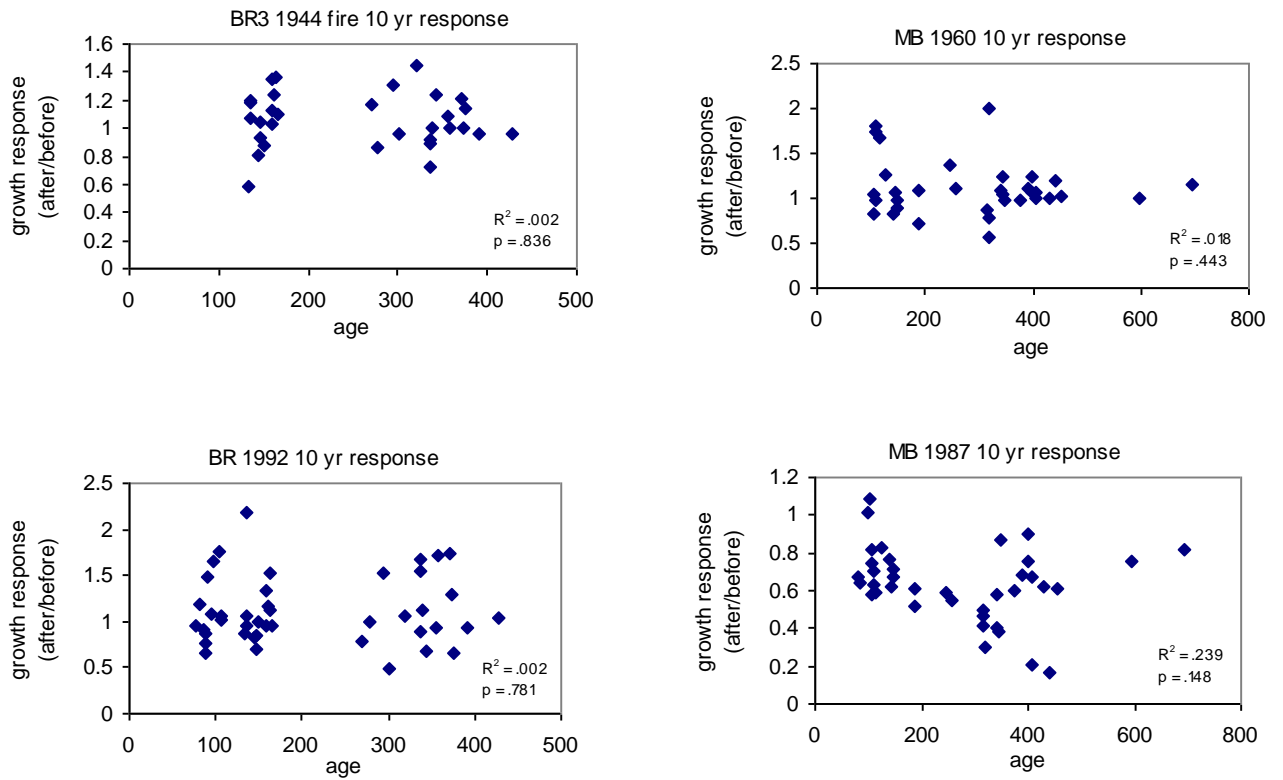 BR3 1944 fire 10 yr response
growth response
(after/before)
1.6
1.4
1.2
1
0.8
0.6
0.4
0.2
0
R² =.002
p =.836
0 100 200 300 400 500
age
MB 1960 10 yr response
growth response
(after/before)
2.5
2
1.5
1
0.5
0
R² =.018
p =.443
0 200 400 600 800
age
BR 1992 10 yr response
growth response
(after/before)
2.5
2
1.5
1
0.5
0
R² =.002
p =.781
0 100 200 300 400 500
age
MB 1987 10 yr response
growth response
(after/before)
1.2
1
0.8
0.6
0.4
0.2
0
R² =.239
p =.148
0 200 400 600 800
age